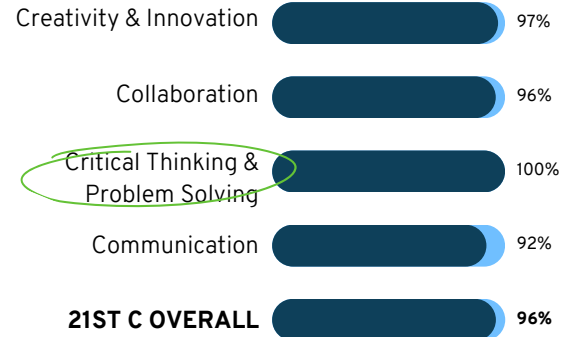 Creativity & Innovation 97%
Collaboration 96%
Critical Thinking &
Problem Solving 100%
Communication 92%
21ST C OVERALL 96%